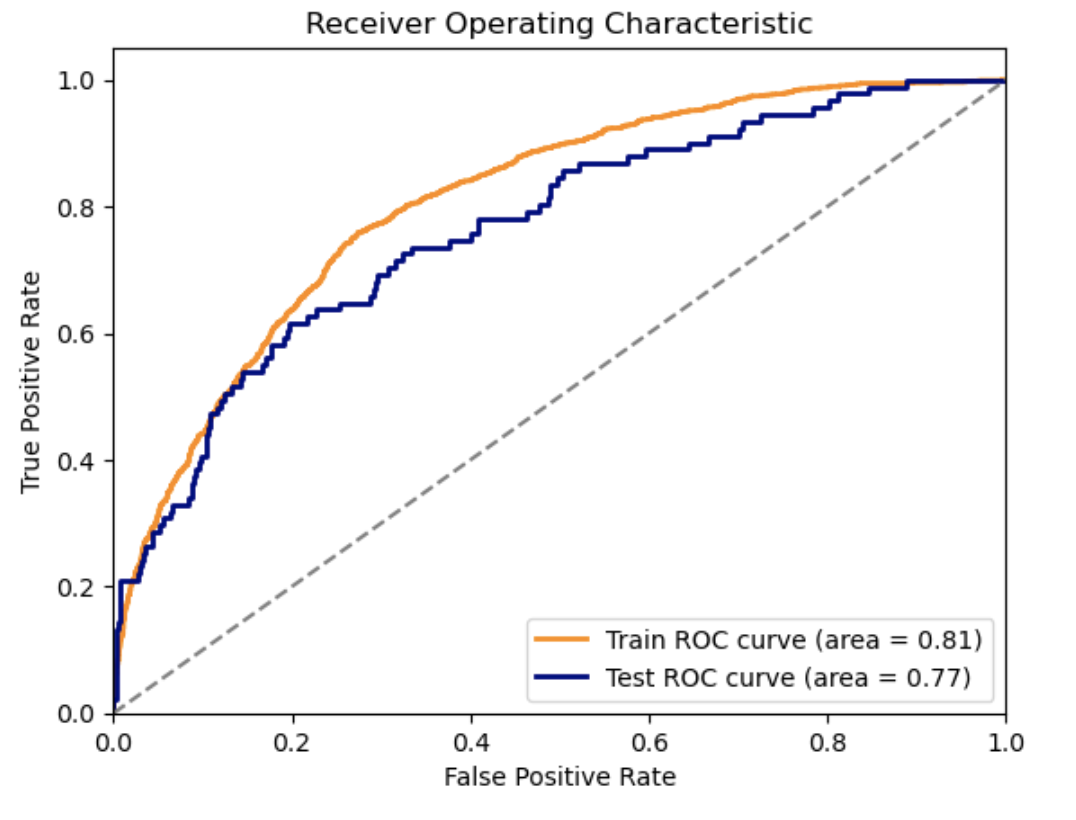 Receiver Operating Characteristic
True Positive Rate
1.0
0.8
0.6
0.4
0.2
0.0
Train ROC curve (area = 0.81)
Test ROC curve (area = 0.77)
0.0 0.2 0.4 0.6 0.8 1.0
False Positive Rate